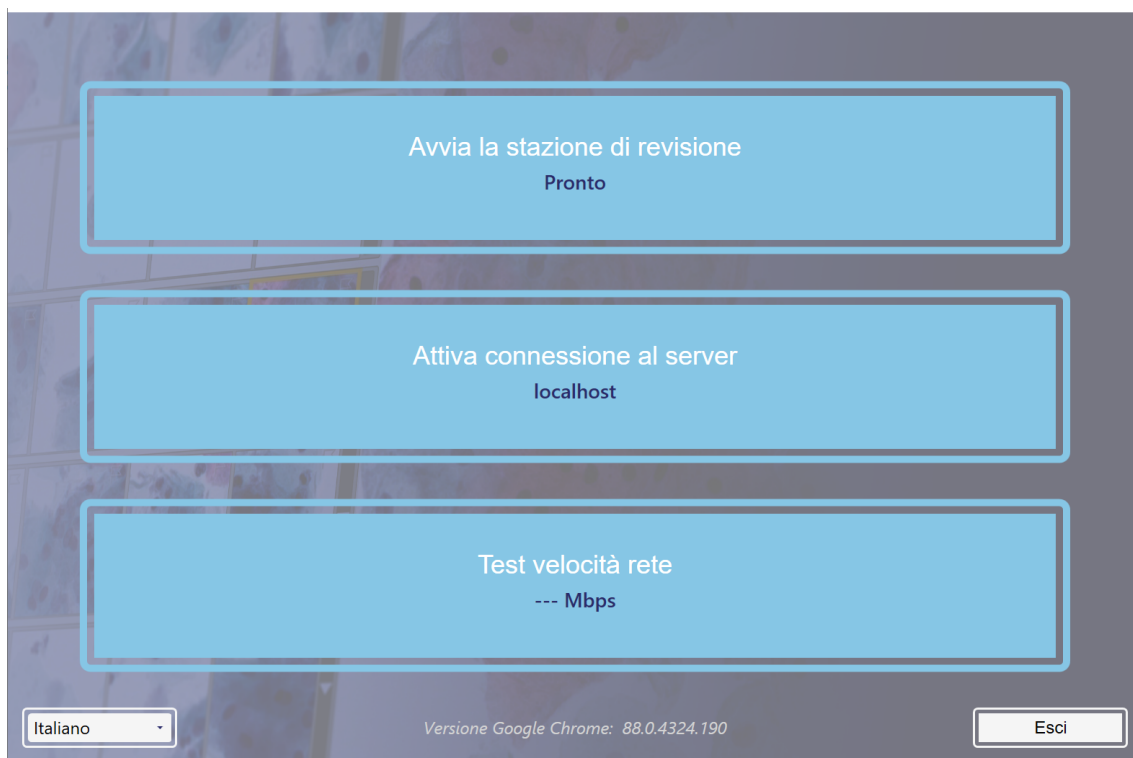 Avvia la stazione di revisione
Pronto
Attiva connessione al server
localhost
Test velocità rete
--- Mbps
Italiano
Versione Google Chrome: 88.0.4324.190
Esci